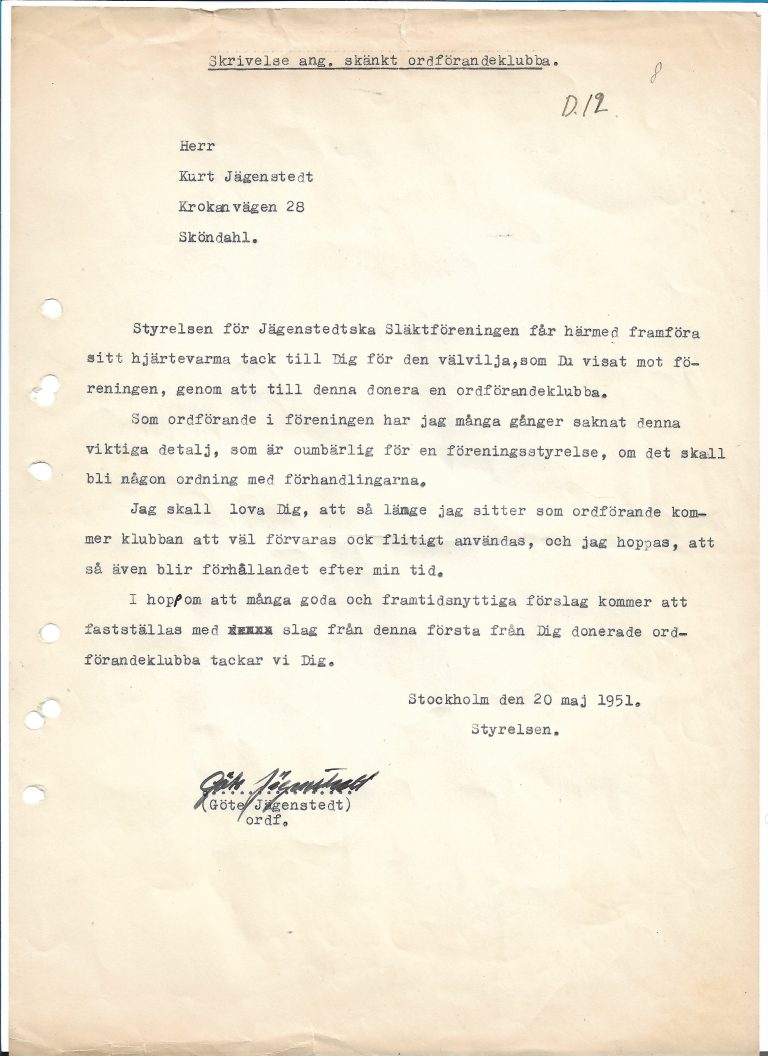 Skrivelse ang. skänkt ordförandeklubba.
8
D.12
Herr
Kurt Jägenstedt
Krokanvägen 28
Sköndahl.
Styrelsen för Jägenstedtska Släktföreningen får härmed framföra
sitt hjärtevarma tack till Dig för den välvilja,som Du visat mot fö-
reningen, genom att till denna donera en ordförandeklubba.
Som ordförande i föreningen har jag många gånger saknat denna
viktiga detalj, som är oumbärlig för en föreningsstyrelse, om det skall
bli någon ordning med förhandlingarna.
Jag skall lova Dig, att så länge jag sitter som ordförande kom-
mer klubban att väl förvaras ock flitigt användas, och jag hoppas, att
så även blir förhållandet efter min tid.
I hoppom att många goda och framtidsnyttiga förslag kommer att
fastställas med slag från denna första från Dig donerade ord-
förandeklubba tackar vi Dig.
Stockholm den 20 maj 1951.
Styrelsen.
Göte Jägenstedt
(Göte Jägenstedt)
ordf.